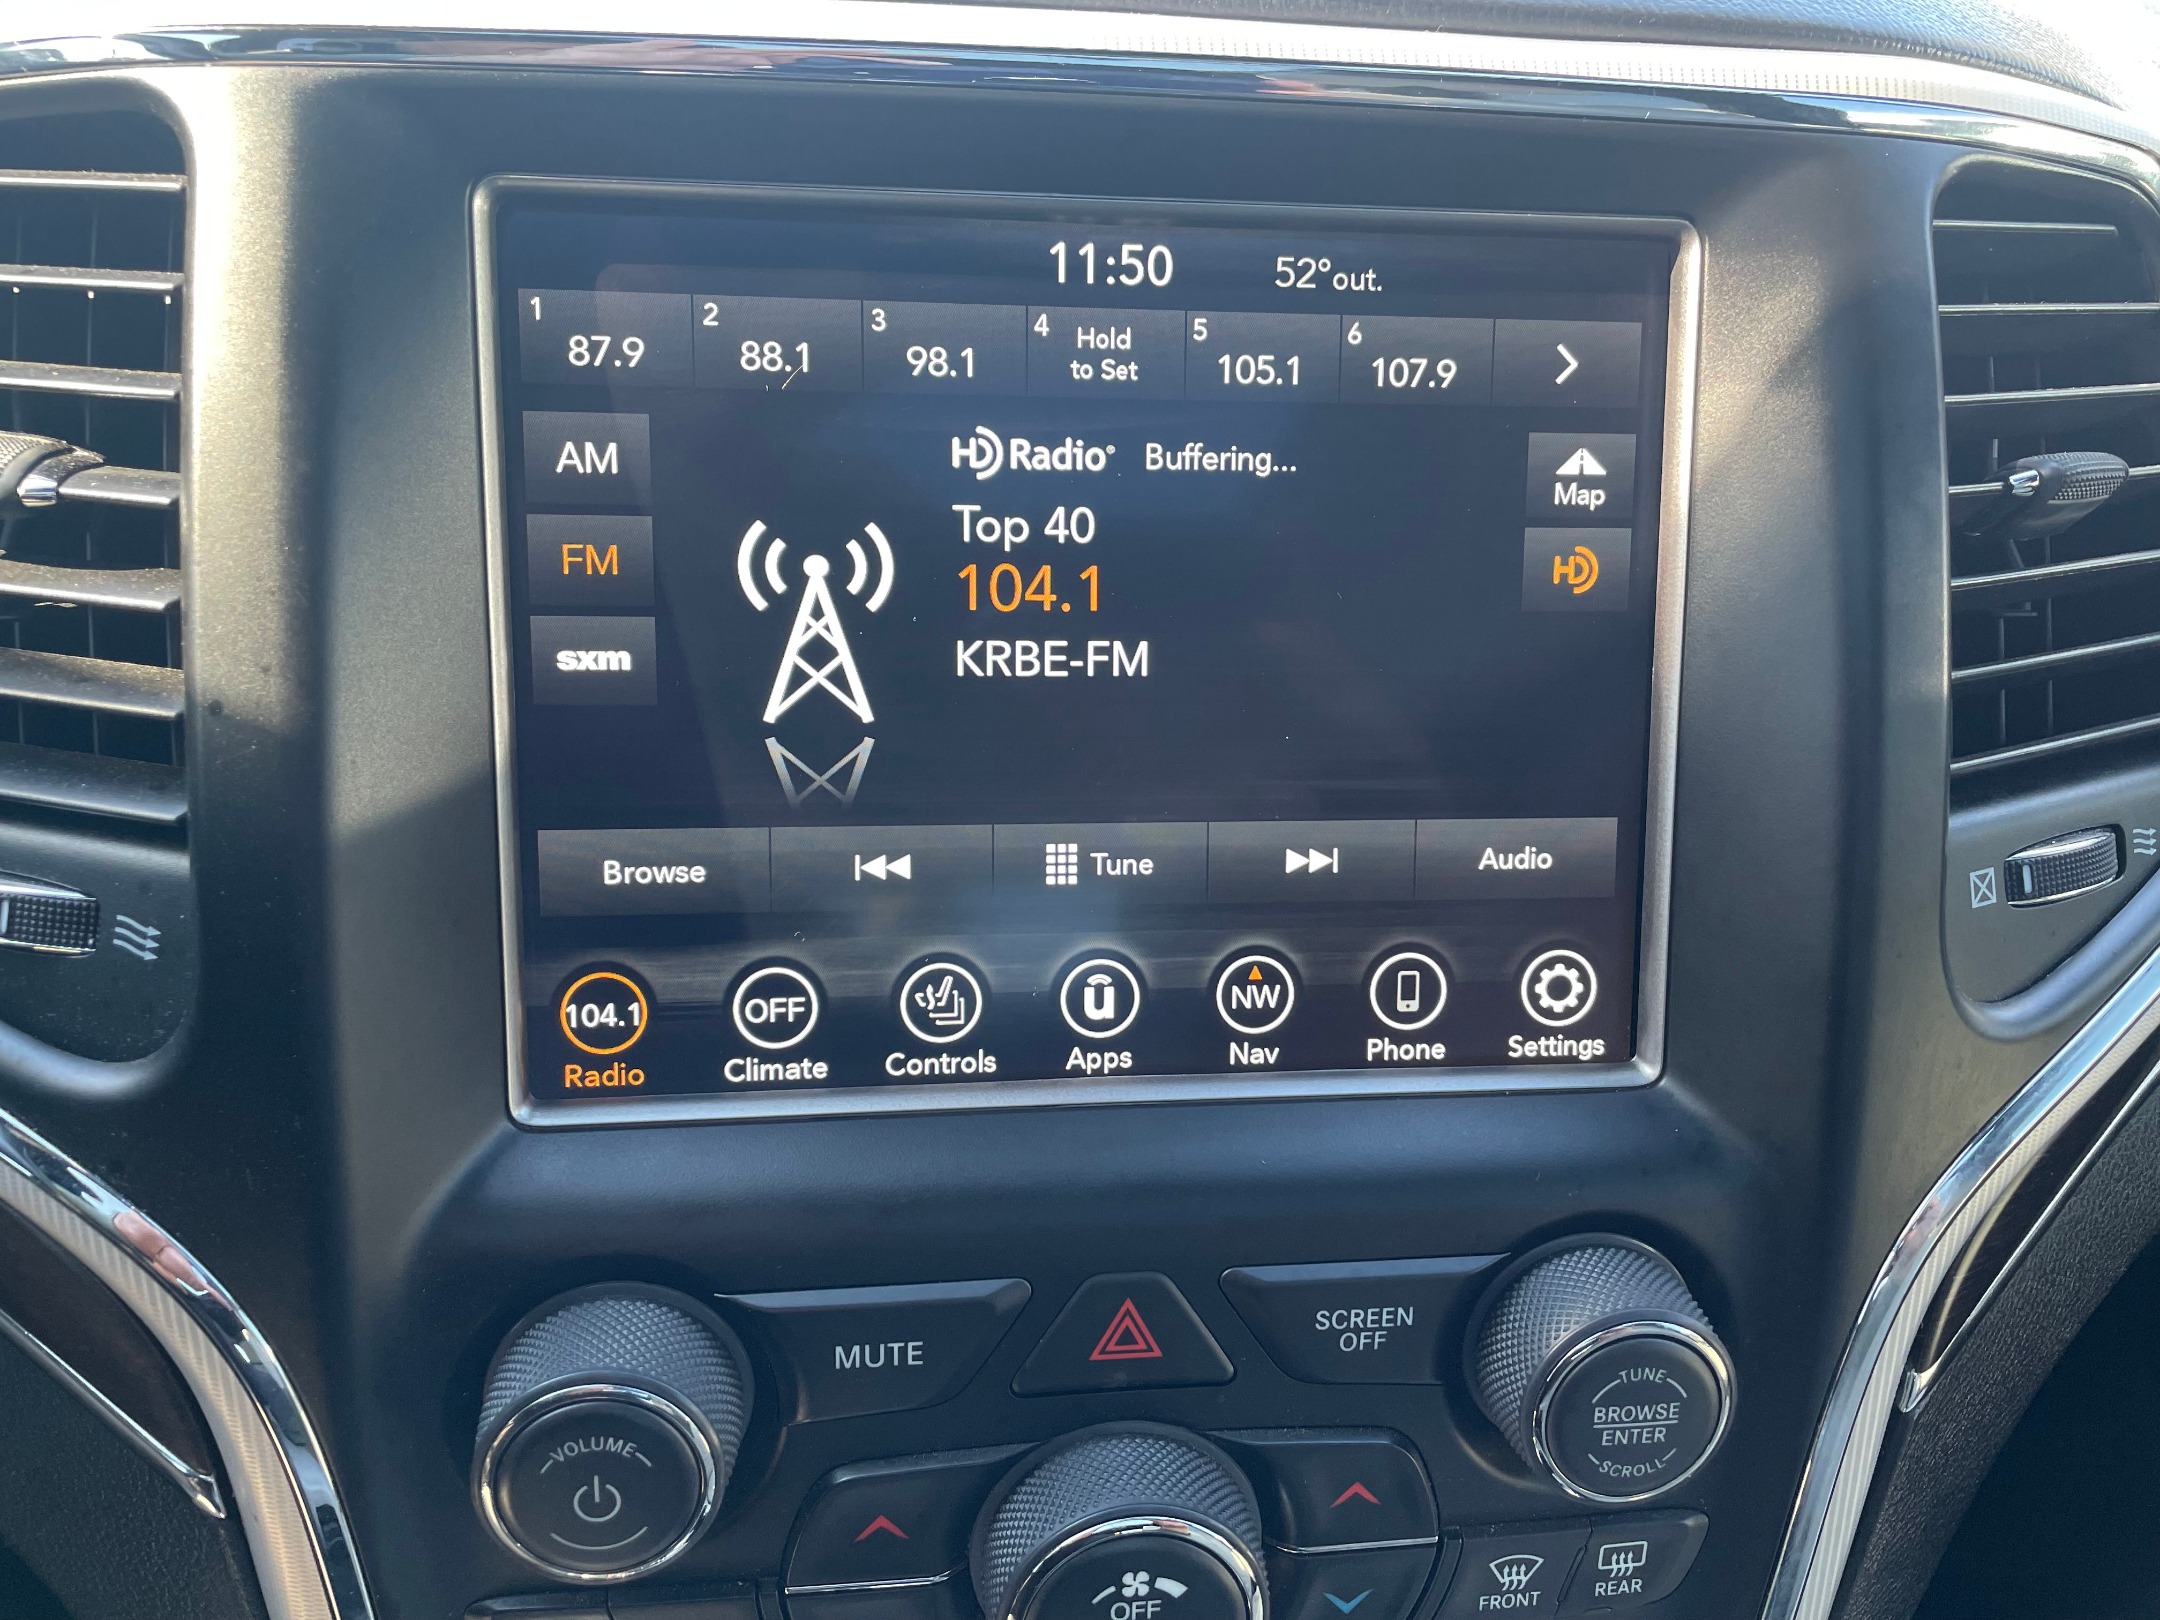 11:50 52°out.
1 87.9 2 88.1 3 98.1 4 Hold to Set 5 105.1 6 107.9
AM
FM
sxm
HD Radio® Buffering...
Top 40
104.1
KRBE-FM
Map
HD
Browse Tune Audio
104.1 OFF u NW
Radio Climate Controls Apps Nav Phone Settings
MUTE
SCREEN
OFF
VOLUME
TUNE
BROWSE
ENTER
SCROLL
OFF
FRONT
REAR